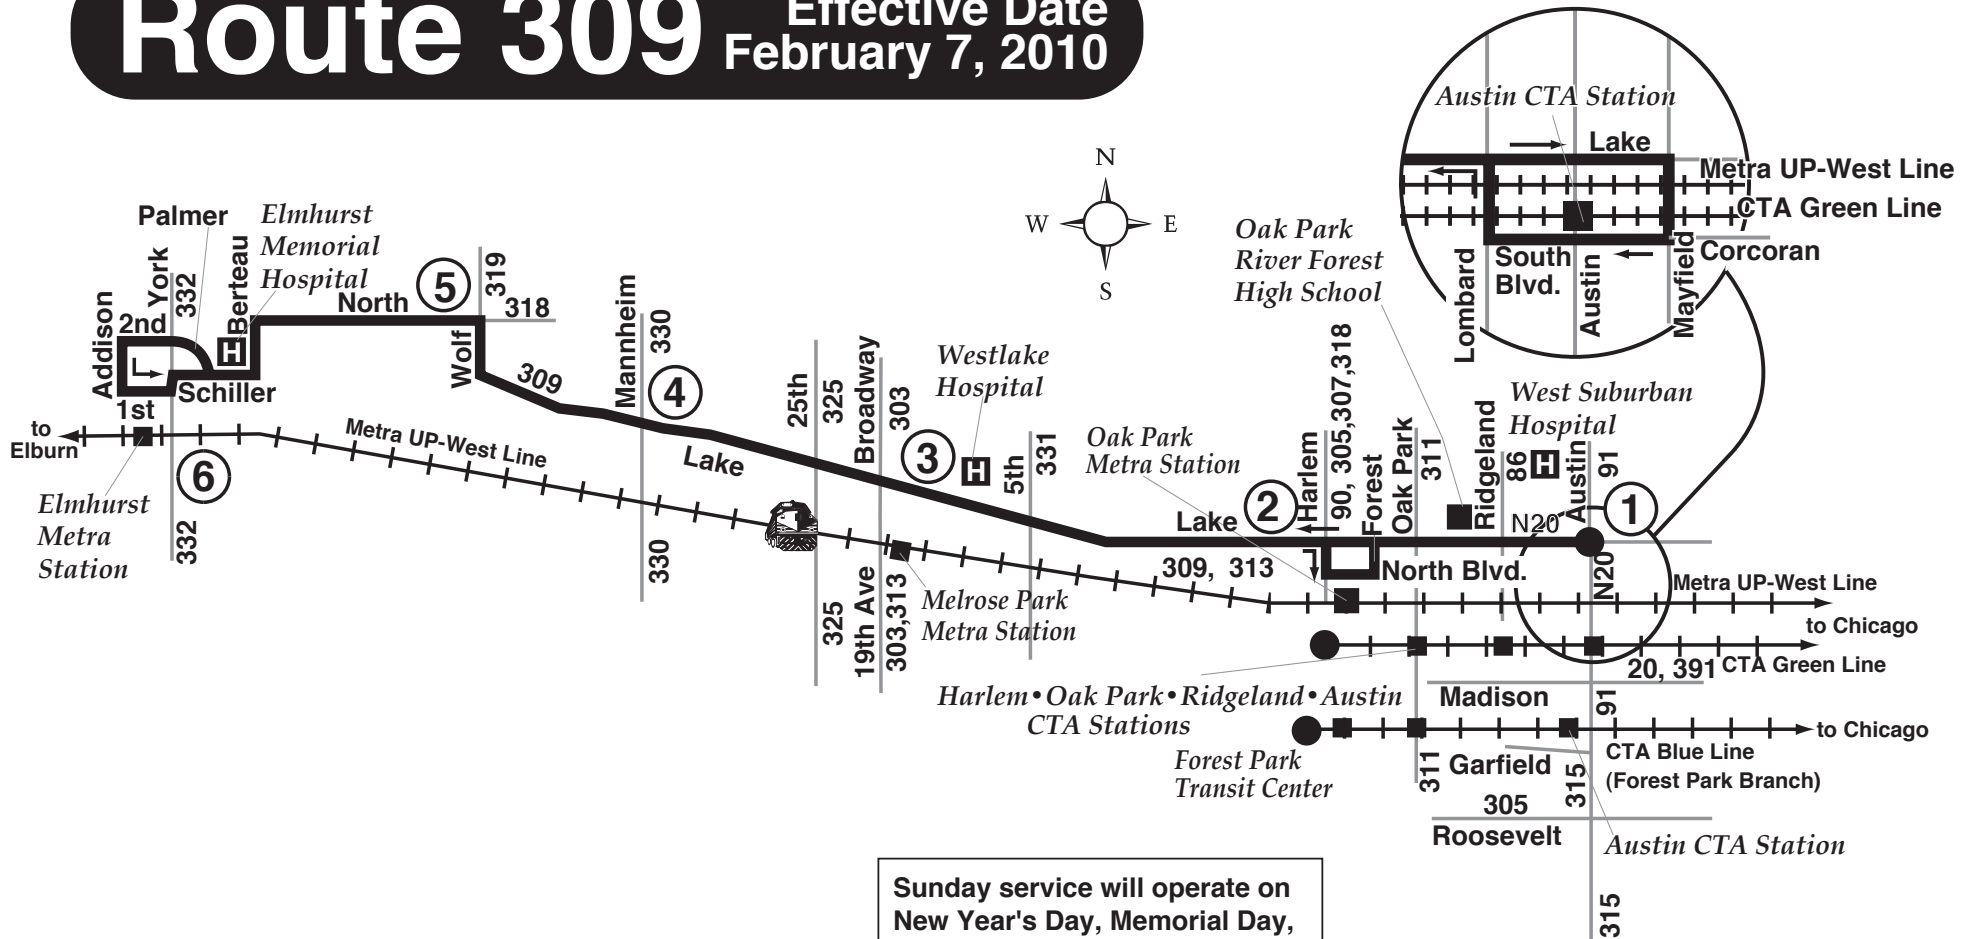 Route 309
Effective Date
February 7, 2010
Austin CTA Station
Lake
Metra UP-West Line
CTA Green Line
Corcoran
South
Blvd.
Lombard
Austin
Mayfield
N
W
E
S
Palmer
Elmhurst
Memorial
Hospital
Addison
York
332
Berteau
2nd
H
North
5
319
318
Wolf
Schiller
1st
309
Mannheim
330
4
25th
325
Broadway
303
Westlake
Hospital
3
H
5th
331
Oak Park
River Forest
High School
Oak Park
Metra Station
Harlem
90, 305,307,318
Forest
Oak Park
311
Ridgeland
86
West Suburban
Hospital
H
Austin
91
1
N20
N20
2
Lake
309, 313
North Blvd.
to
Elburn
Metra UP-West Line
Lake
6
332
Elmhurst
Metra
Station
330
325
19th Ave
303,313
Melrose Park
Metra Station
Metra UP-West Line
to Chicago
20, 391
CTA Green Line
Harlem•Oak Park•Ridgeland•Austin
CTA Stations
Madison
91
Forest Park
Transit Center
to Chicago
CTA Blue Line
(Forest Park Branch)
311
Garfield
315
305
Roosevelt
Austin CTA Station
315
Sunday service will operate on
New Year's Day, Memorial Day,